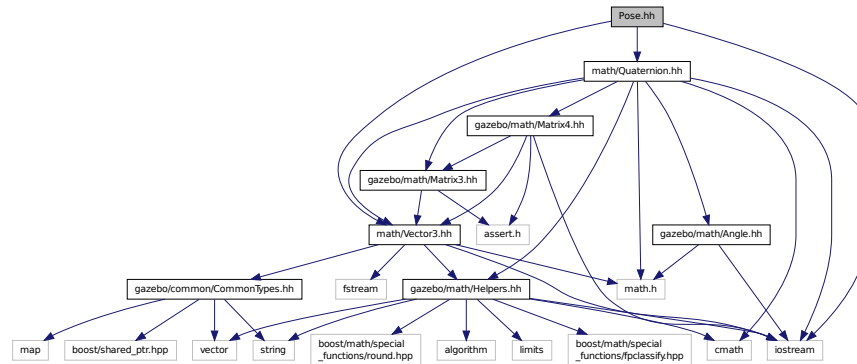 Pose.hh
math/Quaternion.hh
gazebo/math/Matrix4.hh
gazebo/math/Matrix3.hh
math/Vector3.hh
assert.h
gazebo/math/Angle.hh
gazebo/common/CommonTypes.hh
fstream
gazebo/math/Helpers.hh
math.h
map
boost/shared_ptr.hpp
vector
string
boost/math/special
_functions/round.hpp
algorithm
limits
boost/math/special
_functions/fpclassify.hpp
cmath
iostream